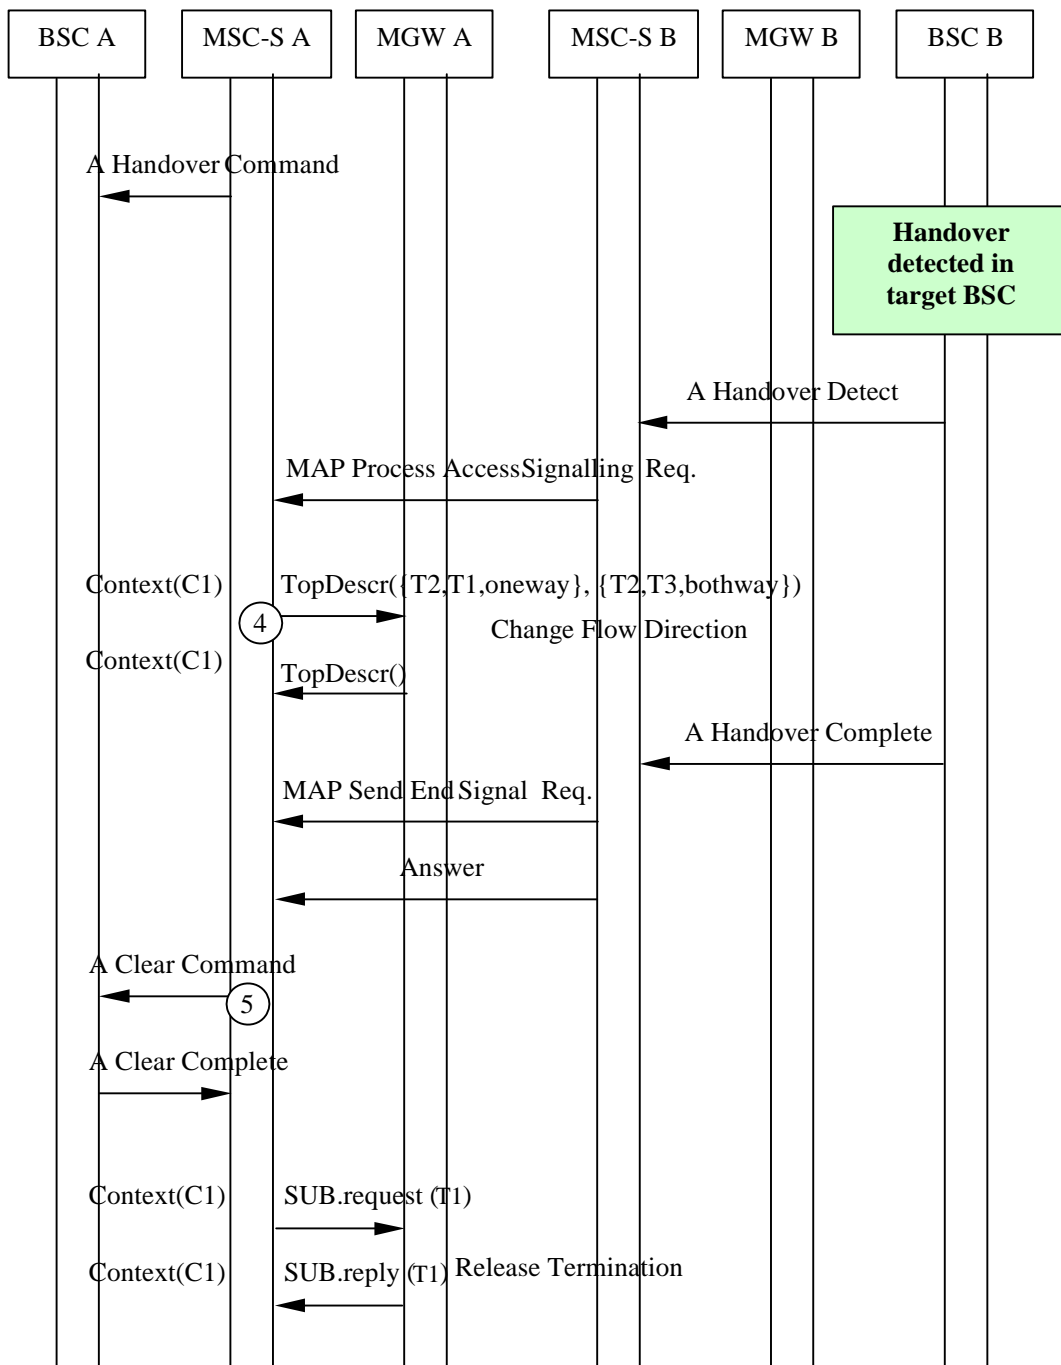 BSC A
MSC-S A
MGW A
MSC-S B
MGW B
BSC B
A Handover Command
Handover
detected in
target BSC
A Handover Detect
MAP Process AccessSignalling Req.
Context(C1)
TopDescr({T2,T1,oneway}, {T2,T3,bothway})
4
Change Flow Direction
Context(C1)
TopDescr()
A Handover Complete
MAP Send End Signal Req.
Answer
A Clear Command
5
A Clear Complete
Context(C1)
SUB.request (T1)
Context(C1)
SUB.reply (T1)
Release Termination